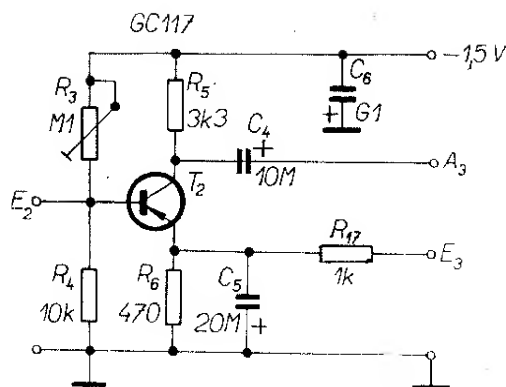 GC117
−1,5 V
R3
M1
R5
3k3
C6
+
G1
C4
+
10M
A3
E2
T2
R17
1k
E3
R4
10k
R6
470
C5
20M
+